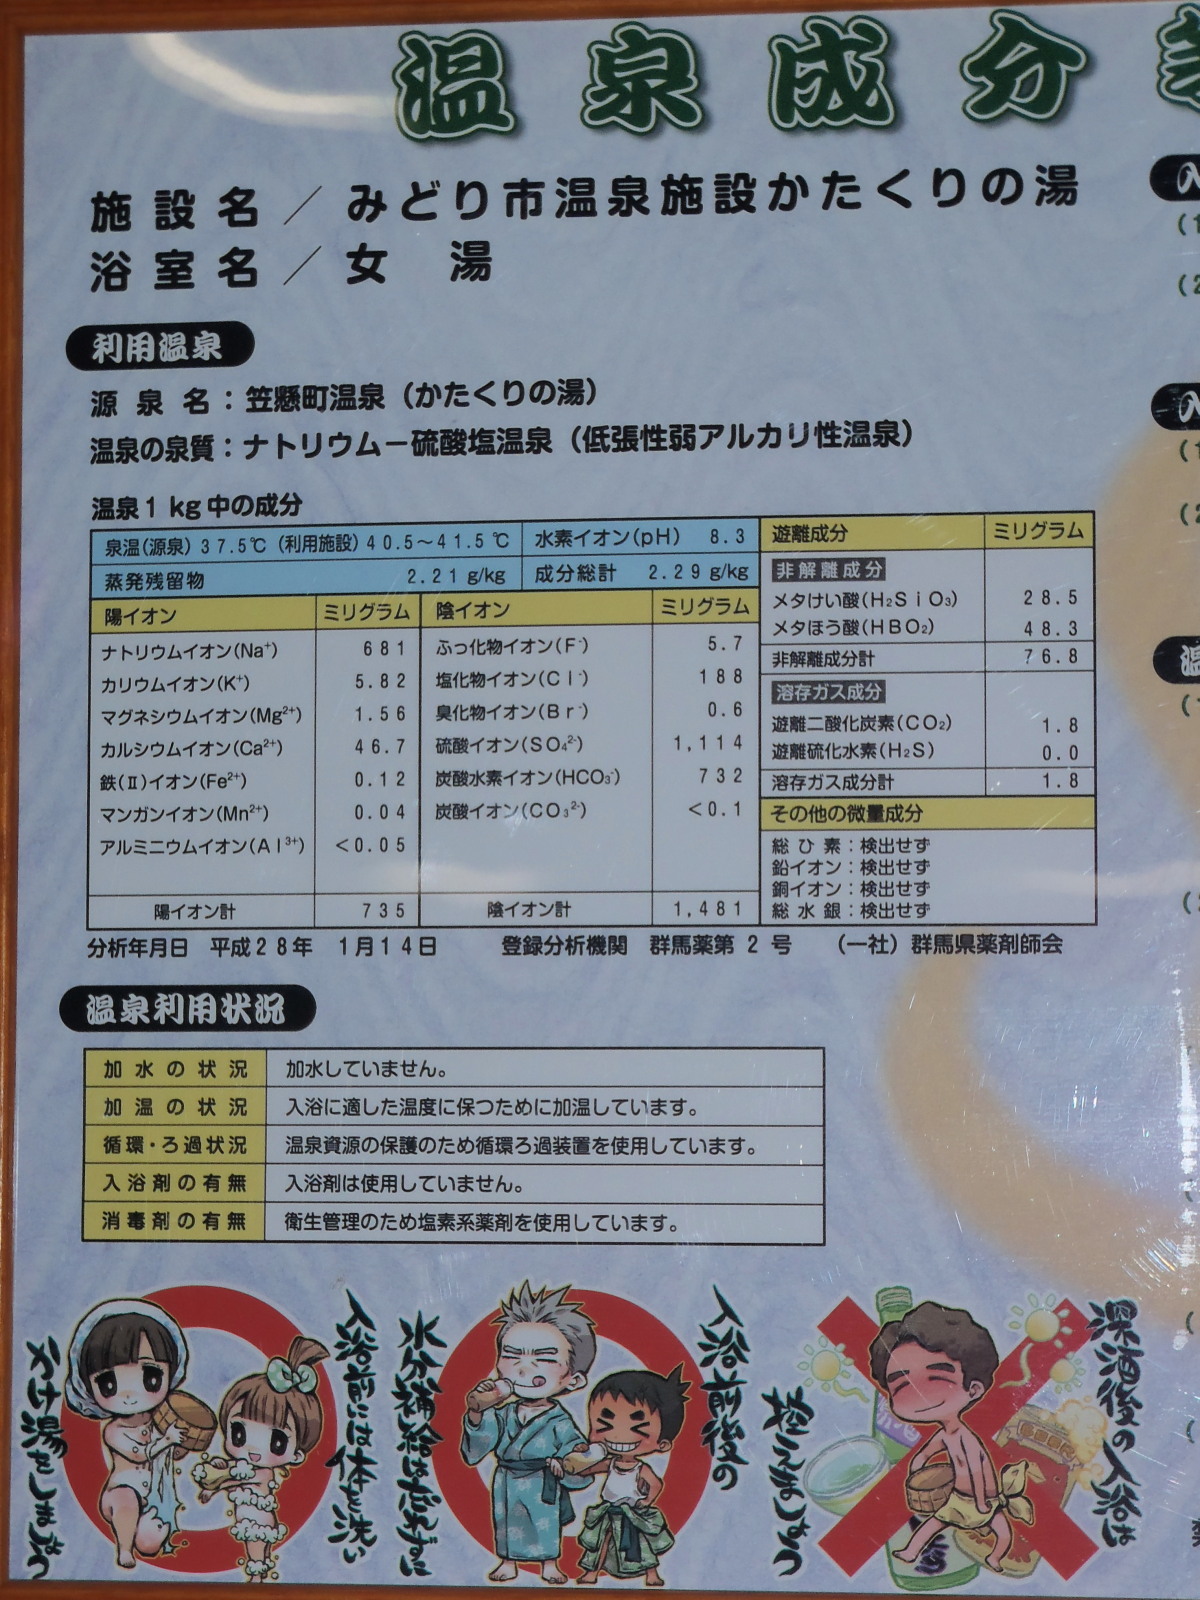 温泉成分
施設名／みどり市温泉施設かたくりの湯
浴室名／女　湯
利用温泉
源泉名：笠懸町温泉（かたくりの湯）
温泉の泉質：ナトリウム－硫酸塩温泉（低張性弱アルカリ性温泉）
温泉1kg中の成分
泉温(源泉)37.5℃ (利用施設)40.5～41.5℃ 水素イオン(pH) 8.3
蒸発残留物 2.21 g/kg 成分総計 2.29 g/kg
陽イオン ミリグラム 陰イオン ミリグラム
ナトリウムイオン(Na⁺) 681 ふっ化物イオン(F⁻) 5.7
カリウムイオン(K⁺) 5.82 塩化物イオン(Cl⁻) 188
マグネシウムイオン(Mg²⁺) 1.56 臭化物イオン(Br⁻) 0.6
カルシウムイオン(Ca²⁺) 46.7 硫酸イオン(SO₄²⁻) 1,114
鉄(Ⅱ)イオン(Fe²⁺) 0.12 炭酸水素イオン(HCO₃⁻) 732
マンガンイオン(Mn²⁺) 0.04 炭酸イオン(CO₃²⁻) <0.1
アルミニウムイオン(Al³⁺) <0.05
陽イオン計 735 陰イオン計 1,481
遊離成分 ミリグラム
非解離成分
メタけい酸(H₂SiO₃) 28.5
メタほう酸(HBO₂) 48.3
非解離成分計 76.8
溶存ガス成分
遊離二酸化炭素(CO₂) 1.8
遊離硫化水素(H₂S) 0.0
溶存ガス成分計 1.8
その他の微量成分
総ひ素：検出せず
鉛イオン：検出せず
銅イオン：検出せず
総水銀：検出せず
分析年月日 平成28年 1月14日 登録分析機関 群馬薬第2号 （一社）群馬県薬剤師会
温泉利用状況
加水の状況 加水していません。
加温の状況 入浴に適した温度に保つために加温しています。
循環・ろ過状況 温泉資源の保護のため循環ろ過装置を使用しています。
入浴剤の有無 入浴剤は使用していません。
消毒剤の有無 衛生管理のため塩素系薬剤を使用しています。
入浴前には体を洗い
かけ湯をしましょう
入浴前後の
水分補給は忘れずに
深酒後の入浴は
控えましょう